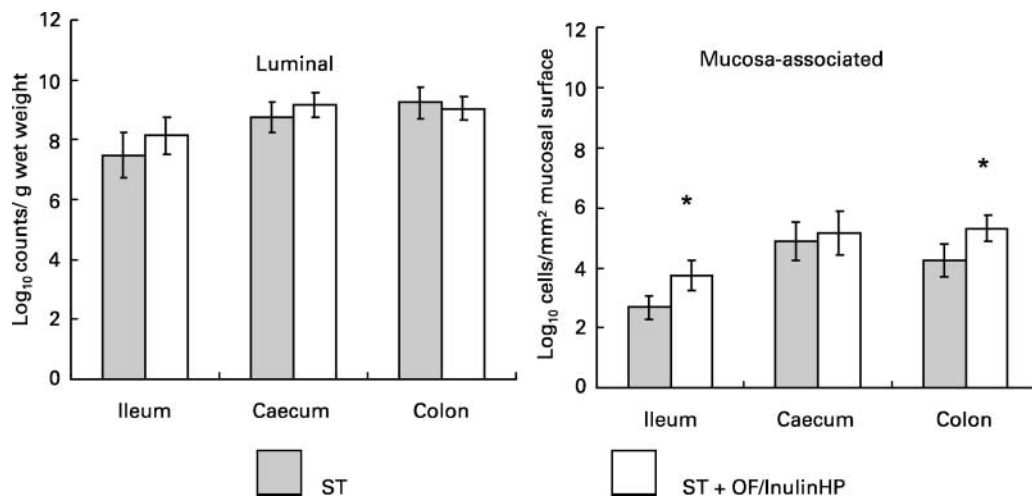 12
10
8
6
4
2
0
Log10 counts/ g wet weight
Luminal
Ileum
Caecum
Colon
12
10
8
6
4
2
0
Log10 cells/mm² mucosal surface
Mucosa-associated
*
*
Ileum
Caecum
Colon
ST
ST + OF/InulinHP